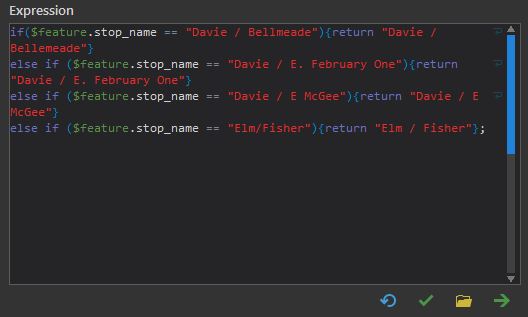 Expression
if($feature.stop_name == "Davie / Bellmeade"){return "Davie /
Bellemeade"}
else if ($feature.stop_name == "Davie / E. February One"){return
"Davie / E. February One"}
else if ($feature.stop_name == "Davie / E McGee"){return "Davie / E
McGee"}
else if ($feature.stop_name == "Elm/Fisher"){return "Elm / Fisher"};